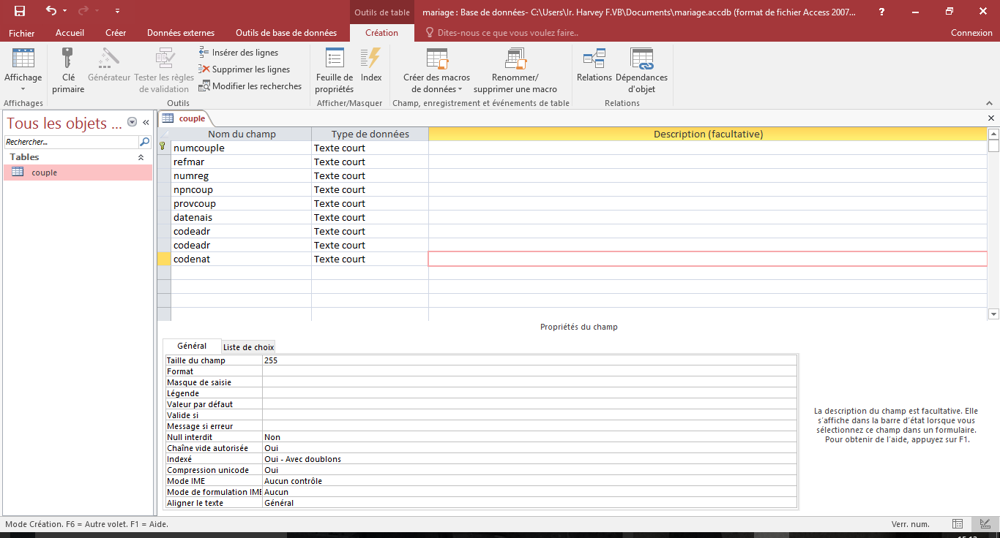 Outils de table
mariage : Base de données- C:\Users\Ir. Harvey F.VB\Documents\mariage.accdb (format de fichier Access 2007...
?
Fichier Accueil Créer Données externes Outils de base de données Création Dites-nous ce que vous voulez faire.. Connexion
Affichage
Clé primaire
Générateur
Tester les règles de validation
Insérer des lignes
Supprimer les lignes
Modifier les recherches
Feuille de propriétés
Index
Créer des macros de données
Renommer/ supprimer une macro
Relations
Dépendances d'objet
Affichages Outils Afficher/Masquer Champ, enregistrement et événements de table Relations
Tous les objets ...
Rechercher...
Tables
couple
couple
Nom du champ Type de données Description (facultative)
numcouple Texte court
refmar Texte court
numreg Texte court
npncoup Texte court
provcoup Texte court
datenais Texte court
codeadr Texte court
codeadr Texte court
codenat Texte court
Propriétés du champ
Général Liste de choix
Taille du champ 255
Format
Masque de saisie
Légende
Valeur par défaut
Valide si
Message si erreur
Null interdit Non
Chaîne vide autorisée Oui
Indexé Oui - Avec doublons
Compression unicode Oui
Mode IME Aucun contrôle
Mode de formulation IME Aucun
Aligner le texte Général
La description du champ est facultative. Elle
s'affiche dans la barre d'état lorsque vous
sélectionnez ce champ dans un formulaire.
Pour obtenir de l'aide, appuyez sur F1.
Mode Création. F6 = Autre volet. F1 = Aide. Verr. num.